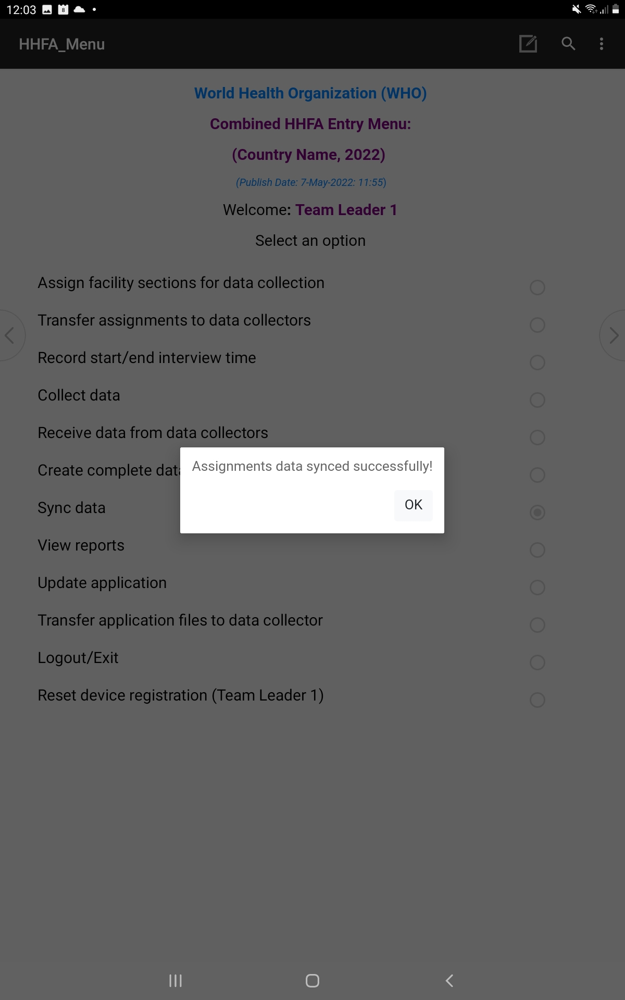 12:03
8
HHFA_Menu
World Health Organization (WHO)
Combined HHFA Entry Menu:
(Country Name, 2022)
(Publish Date: 7-May-2022: 11:55)
Welcome: Team Leader 1
Select an option
Assign facility sections for data collection
Transfer assignments to data collectors
Record start/end interview time
Collect data
Receive data from data collectors
Create complete data
Assignments data synced successfully!
OK
Sync data
View reports
Update application
Transfer application files to data collector
Logout/Exit
Reset device registration (Team Leader 1)